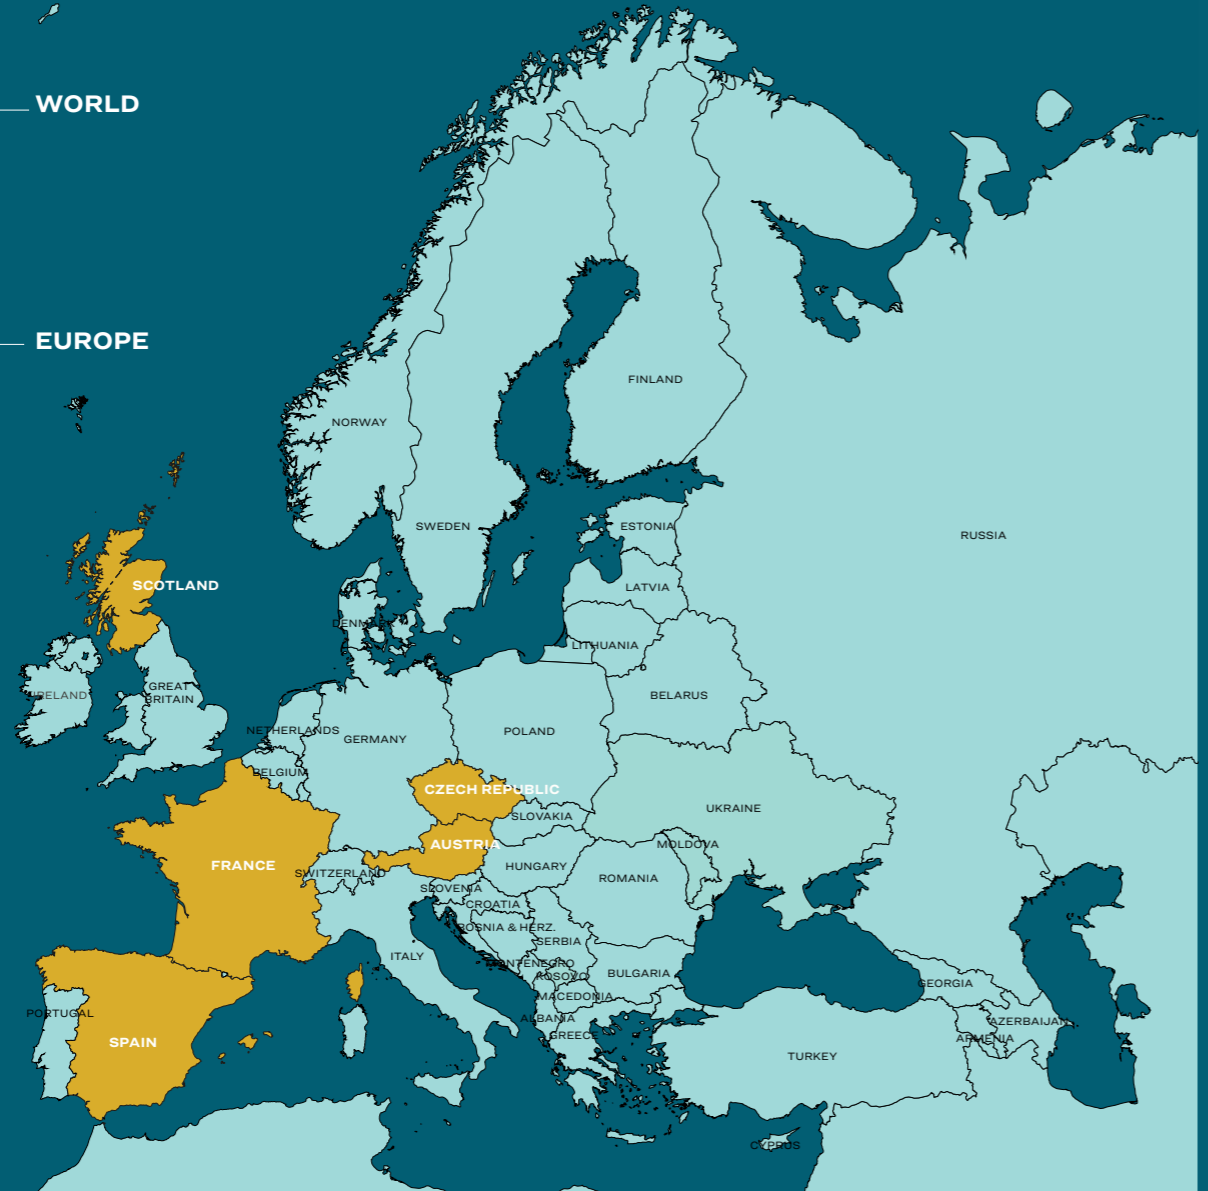 WORLD
EUROPE
FINLAND
NORWAY
SWEDEN
ESTONIA
RUSSIA
SCOTLAND
LATVIA
DENMARK
LITHUANIA
IRELAND
GREAT
BRITAIN
BELARUS
NETHERLANDS
GERMANY
POLAND
BELGIUM
CZECH REPUBLIC
UKRAINE
SLOVAKIA
AUSTRIA
MOLDOVA
FRANCE
SWITZERLAND
HUNGARY
ROMANIA
SLOVENIA
CROATIA
BOSNIA & HERZ.
SERBIA
ITALY
MONTENEGRO
KOSOVO
BULGARIA
GEORGIA
MACEDONIA
PORTUGAL
ALBANIA
AZERBAIJAN
GREECE
ARMENIA
SPAIN
TURKEY
CYPRUS